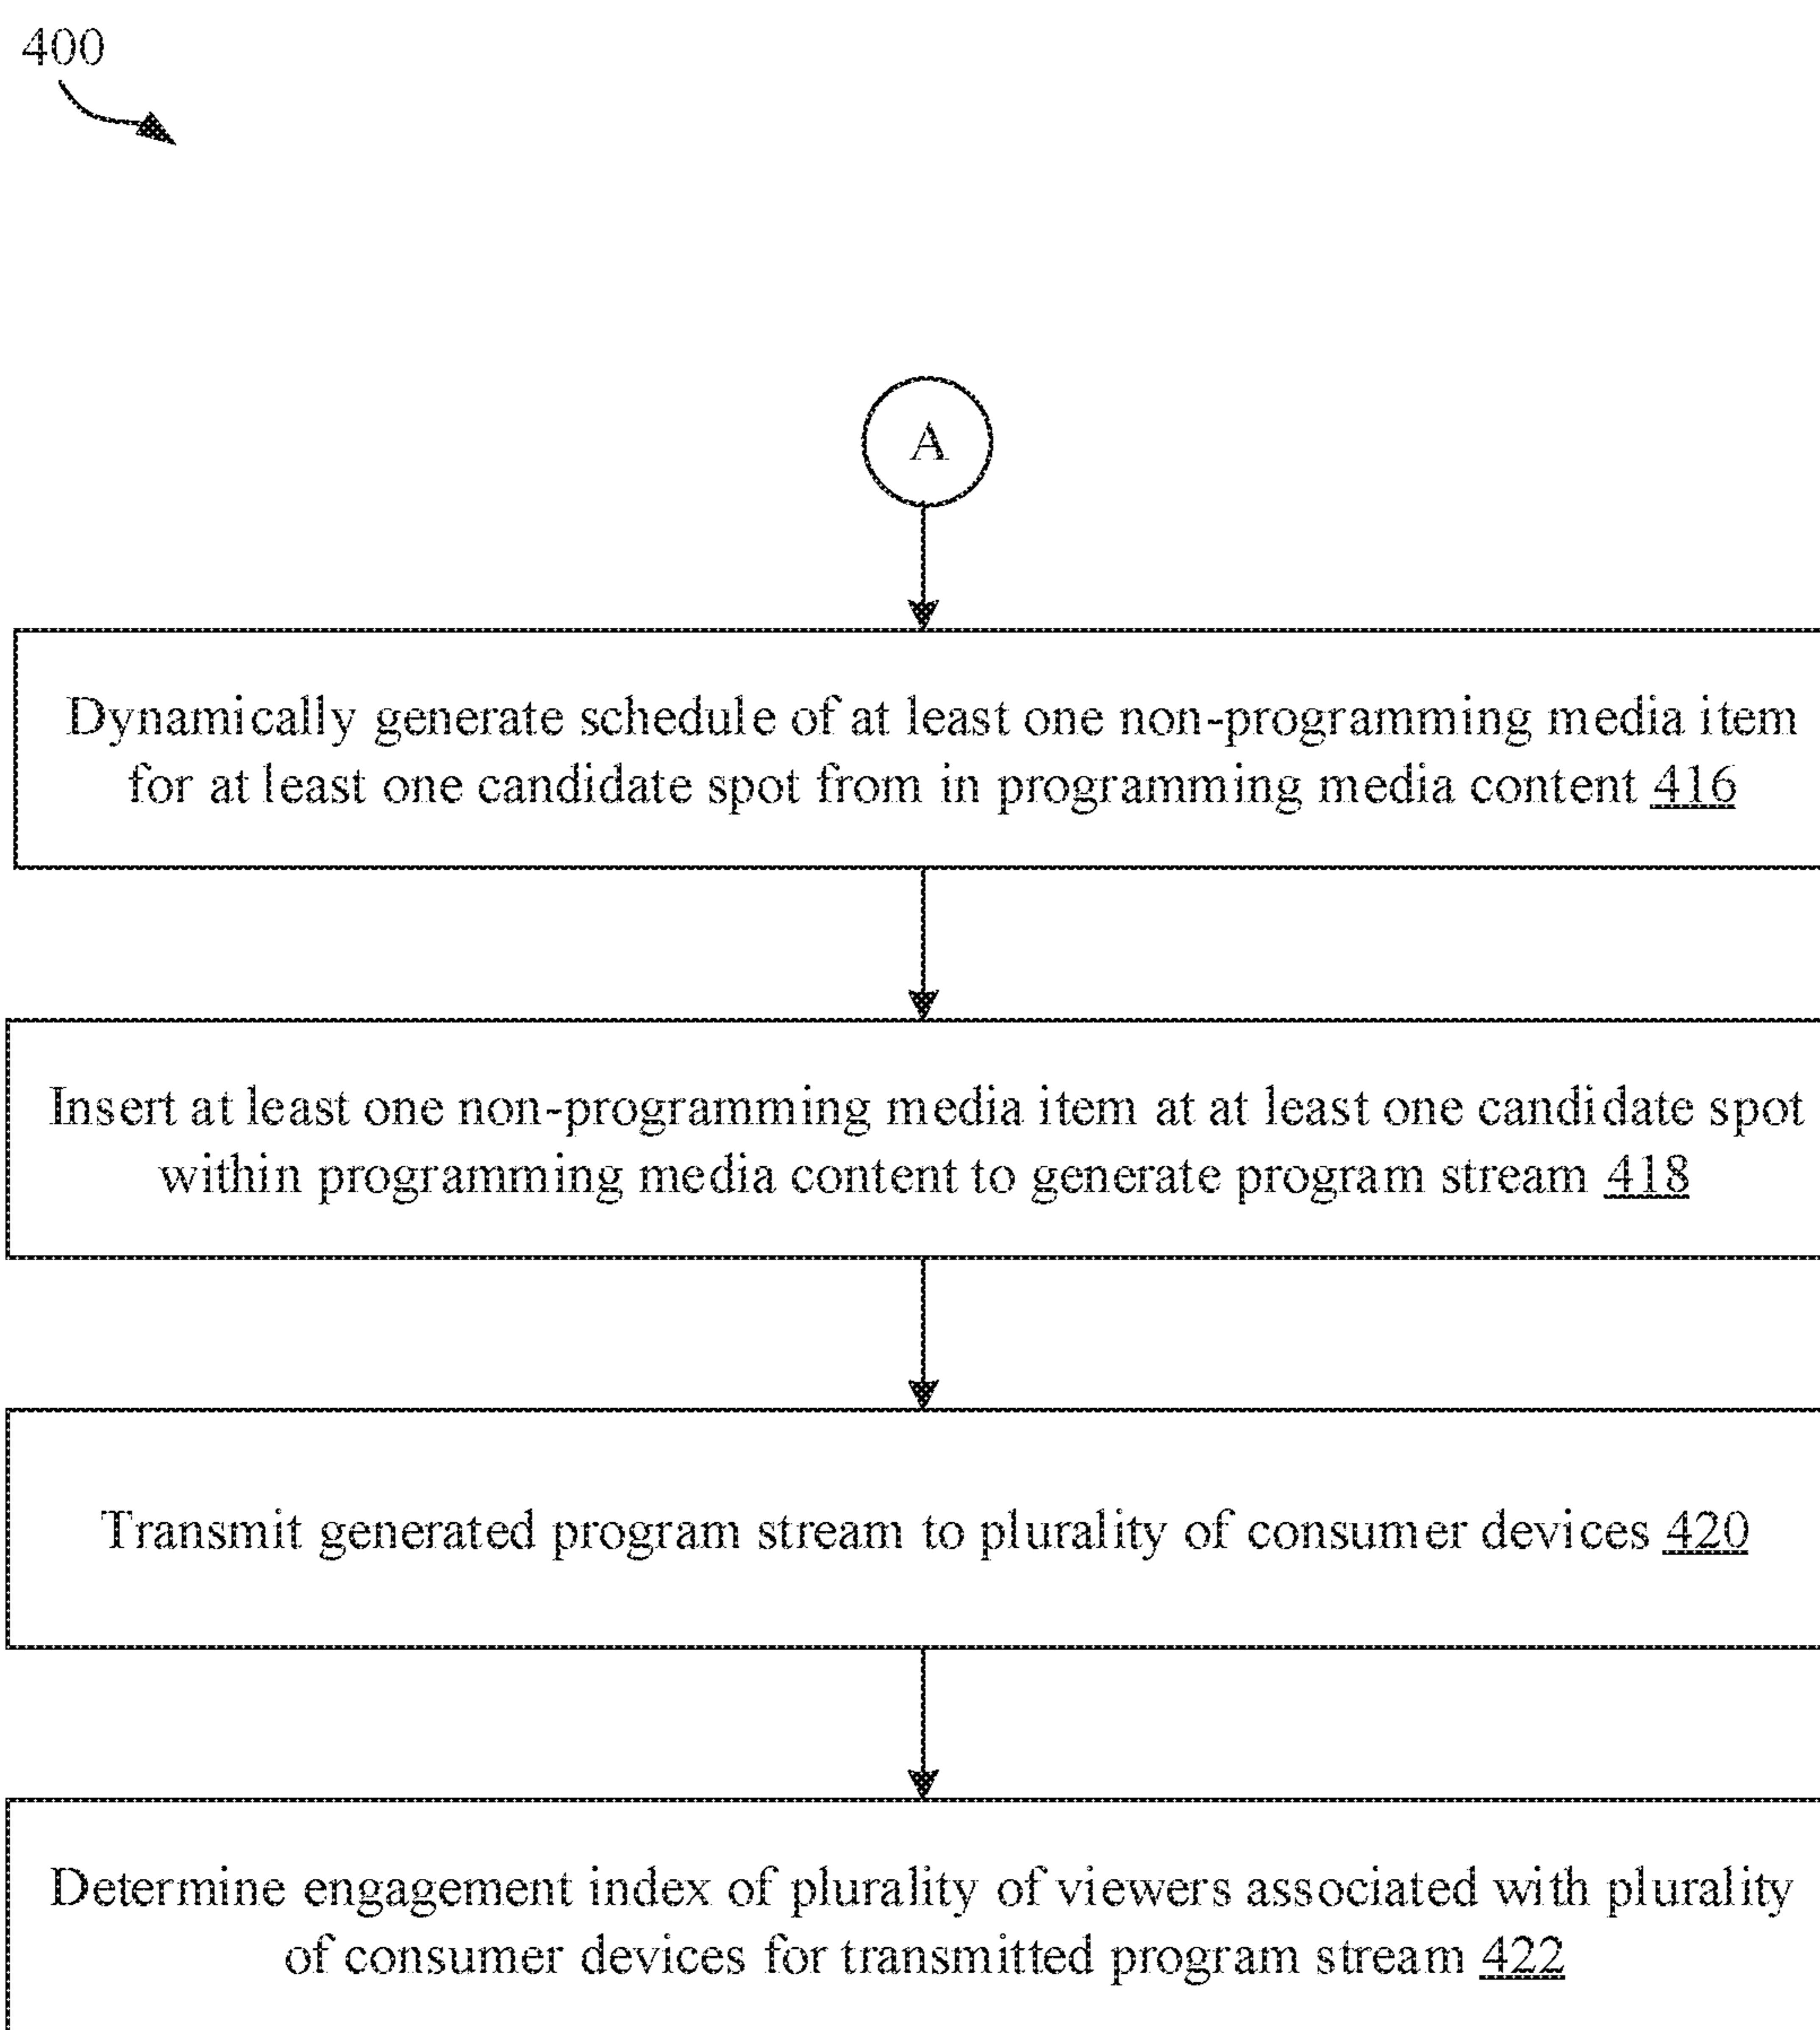 400
A
Dynamically generate schedule of at least one non-programming media item
for at least one candidate spot from in programming media content 416
Insert at least one non-programming media item at at least one candidate spot
within programming media content to generate program stream 418
Transmit generated program stream to plurality of consumer devices 420
Determine engagement index of plurality of viewers associated with plurality
of consumer devices for transmitted program stream 422